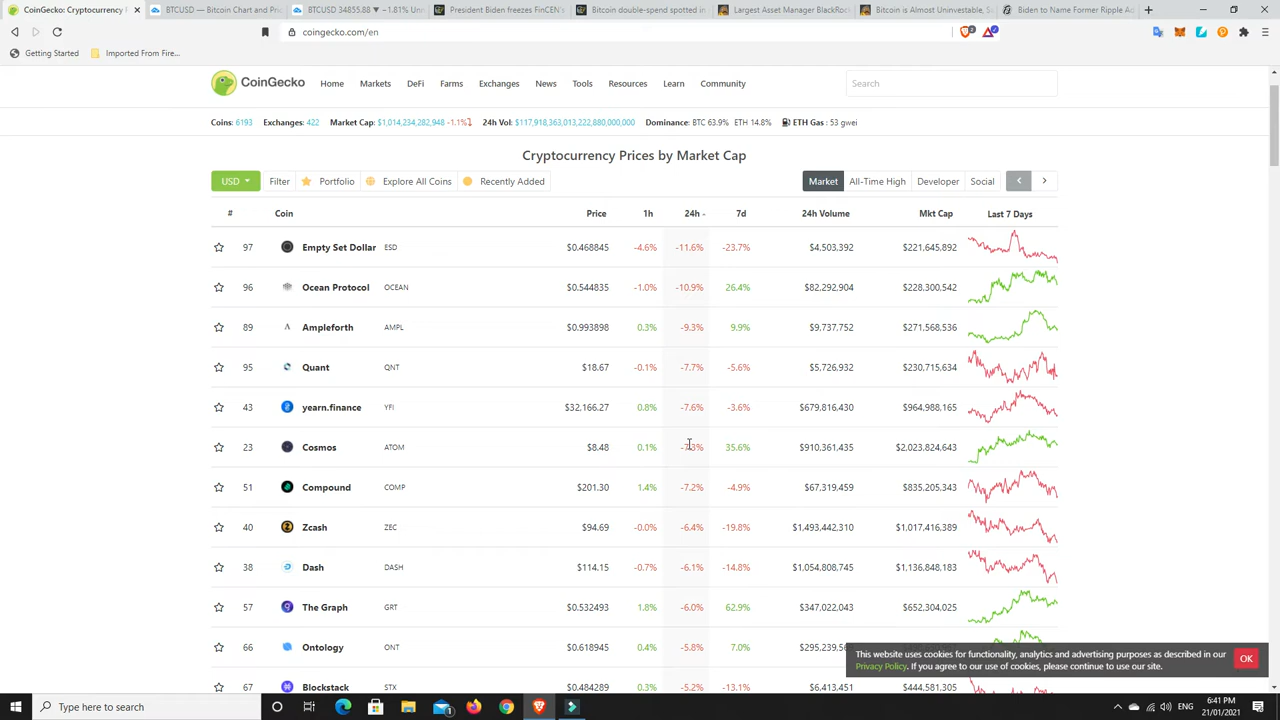 CoinGecko: Cryptocurrency P
BTCUSD — Bitcoin Chart and Pri
BTCUSD 34855.88 ▼ −1.81% Unn
President Biden freezes FinCEN's
Bitcoin double-spend spotted in
Largest Asset Manager BlackRoc
Bitcoin is Almost Uninvestable, S
Biden to Name Former Ripple Ad
coingecko.com/en
Getting Started Imported From Fire...
CoinGecko Home Markets DeFi Farms Exchanges News Tools Resources Learn Community Search
Coins: 6193 Exchanges: 422 Market Cap: $1,014,234,282,948 -1.1% 24h Vol: $117,918,363,013,222,880,000,000 Dominance: BTC 63.9% ETH 14.8% ETH Gas: 53 gwei
Cryptocurrency Prices by Market Cap
USD Filter Portfolio Explore All Coins Recently Added Market All-Time High Developer Social
# Coin Price 1h 24h 7d 24h Volume Mkt Cap Last 7 Days
97 Empty Set Dollar ESD $0.468845 -4.6% -11.6% -23.7% $4,503,392 $221,645,892
96 Ocean Protocol OCEAN $0.544835 -1.0% -10.9% 26.4% $82,292,904 $228,300,542
89 Ampleforth AMPL $0.993898 0.3% -9.3% 9.9% $9,737,752 $271,568,536
95 Quant QNT $18.67 -0.1% -7.7% -5.6% $5,726,932 $230,715,634
43 yearn.finance YFI $32,166.27 0.8% -7.6% -3.6% $679,816,430 $964,988,165
23 Cosmos ATOM $8.48 0.1% -7.3% 35.6% $910,361,435 $2,023,824,643
51 Compound COMP $201.30 1.4% -7.2% -4.9% $67,319,459 $835,205,343
40 Zcash ZEC $94.69 -0.0% -6.4% -19.8% $1,493,442,310 $1,017,416,389
38 Dash DASH $114.15 -0.7% -6.1% -14.8% $1,054,808,745 $1,136,848,183
57 The Graph GRT $0.532493 1.8% -6.0% 62.9% $347,022,043 $652,304,025
66 Ontology ONT $0.618945 0.4% -5.8% 7.0% $295,239,5
67 Blockstack STX $0.484289 0.3% -5.2% -13.1% $6,413,451 $444,581,305
This website uses cookies for functionality, analytics and advertising purposes as described in our
Privacy Policy. If you agree to our use of cookies, please continue to use our site.
OK
Type here to search
ENG
6:41 PM
21/01/2021